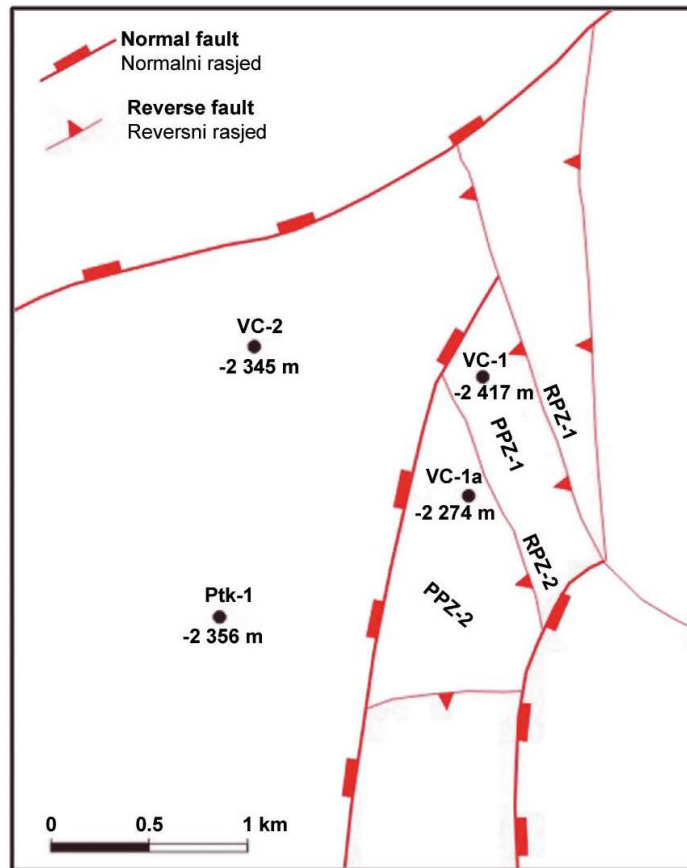 Normal fault
Normalni rasjed
Reverse fault
Reversni rasjed
VC-2
-2 345 m
VC-1
-2 417 m
RPZ-1
PPZ-1
VC-1a
-2 274 m
RPZ-2
PPZ-2
Ptk-1
-2 356 m
0 0.5 1 km